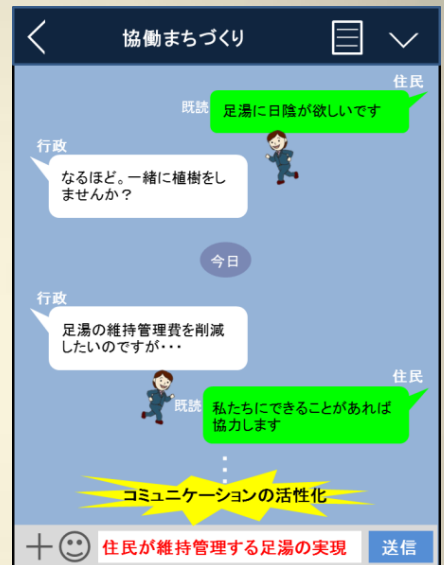 協働まちづくり
住民
既読
足湯に日陰が欲しいです
行政
なるほど。一緒に植樹をし
ませんか？
今日
行政
足湯の維持管理費を削減
したいのですが・・・
住民
既読
私たちにできることがあれば
協力します
コミュニケーションの活性化
住民が維持管理する足湯の実現
送信